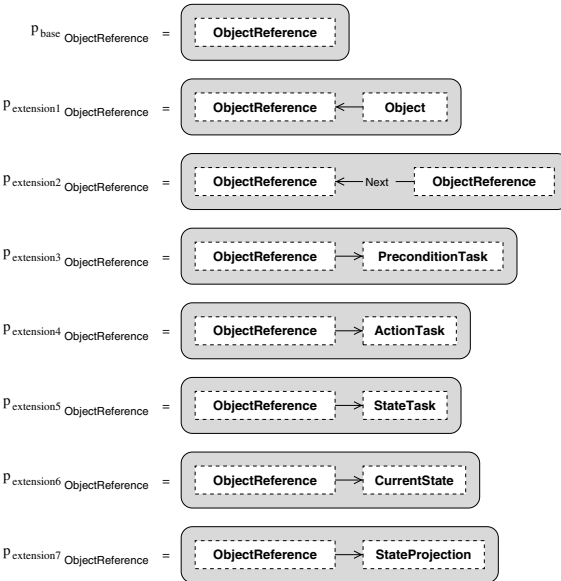 p base ObjectReference = ObjectReference
p extension1 ObjectReference = ObjectReference Object
p extension2 ObjectReference = ObjectReference Next ObjectReference
p extension3 ObjectReference = ObjectReference PreconditionTask
p extension4 ObjectReference = ObjectReference ActionTask
p extension5 ObjectReference = ObjectReference StateTask
p extension6 ObjectReference = ObjectReference CurrentState
p extension7 ObjectReference = ObjectReference StateProjection